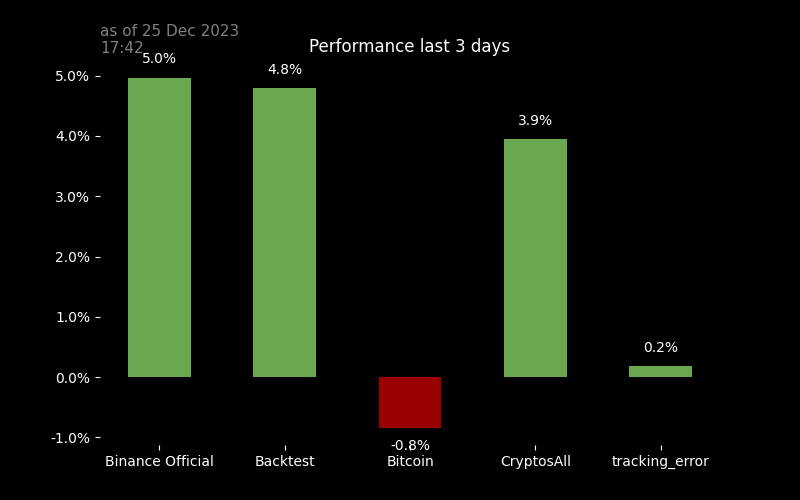 as of 25 Dec 2023
17:42
Performance last 3 days
5.0%
4.8%
3.9%
0.2%
-0.8%
5.0%
4.0%
3.0%
2.0%
1.0%
0.0%
-1.0%
Binance Official
Backtest
Bitcoin
CryptosAll
tracking_error